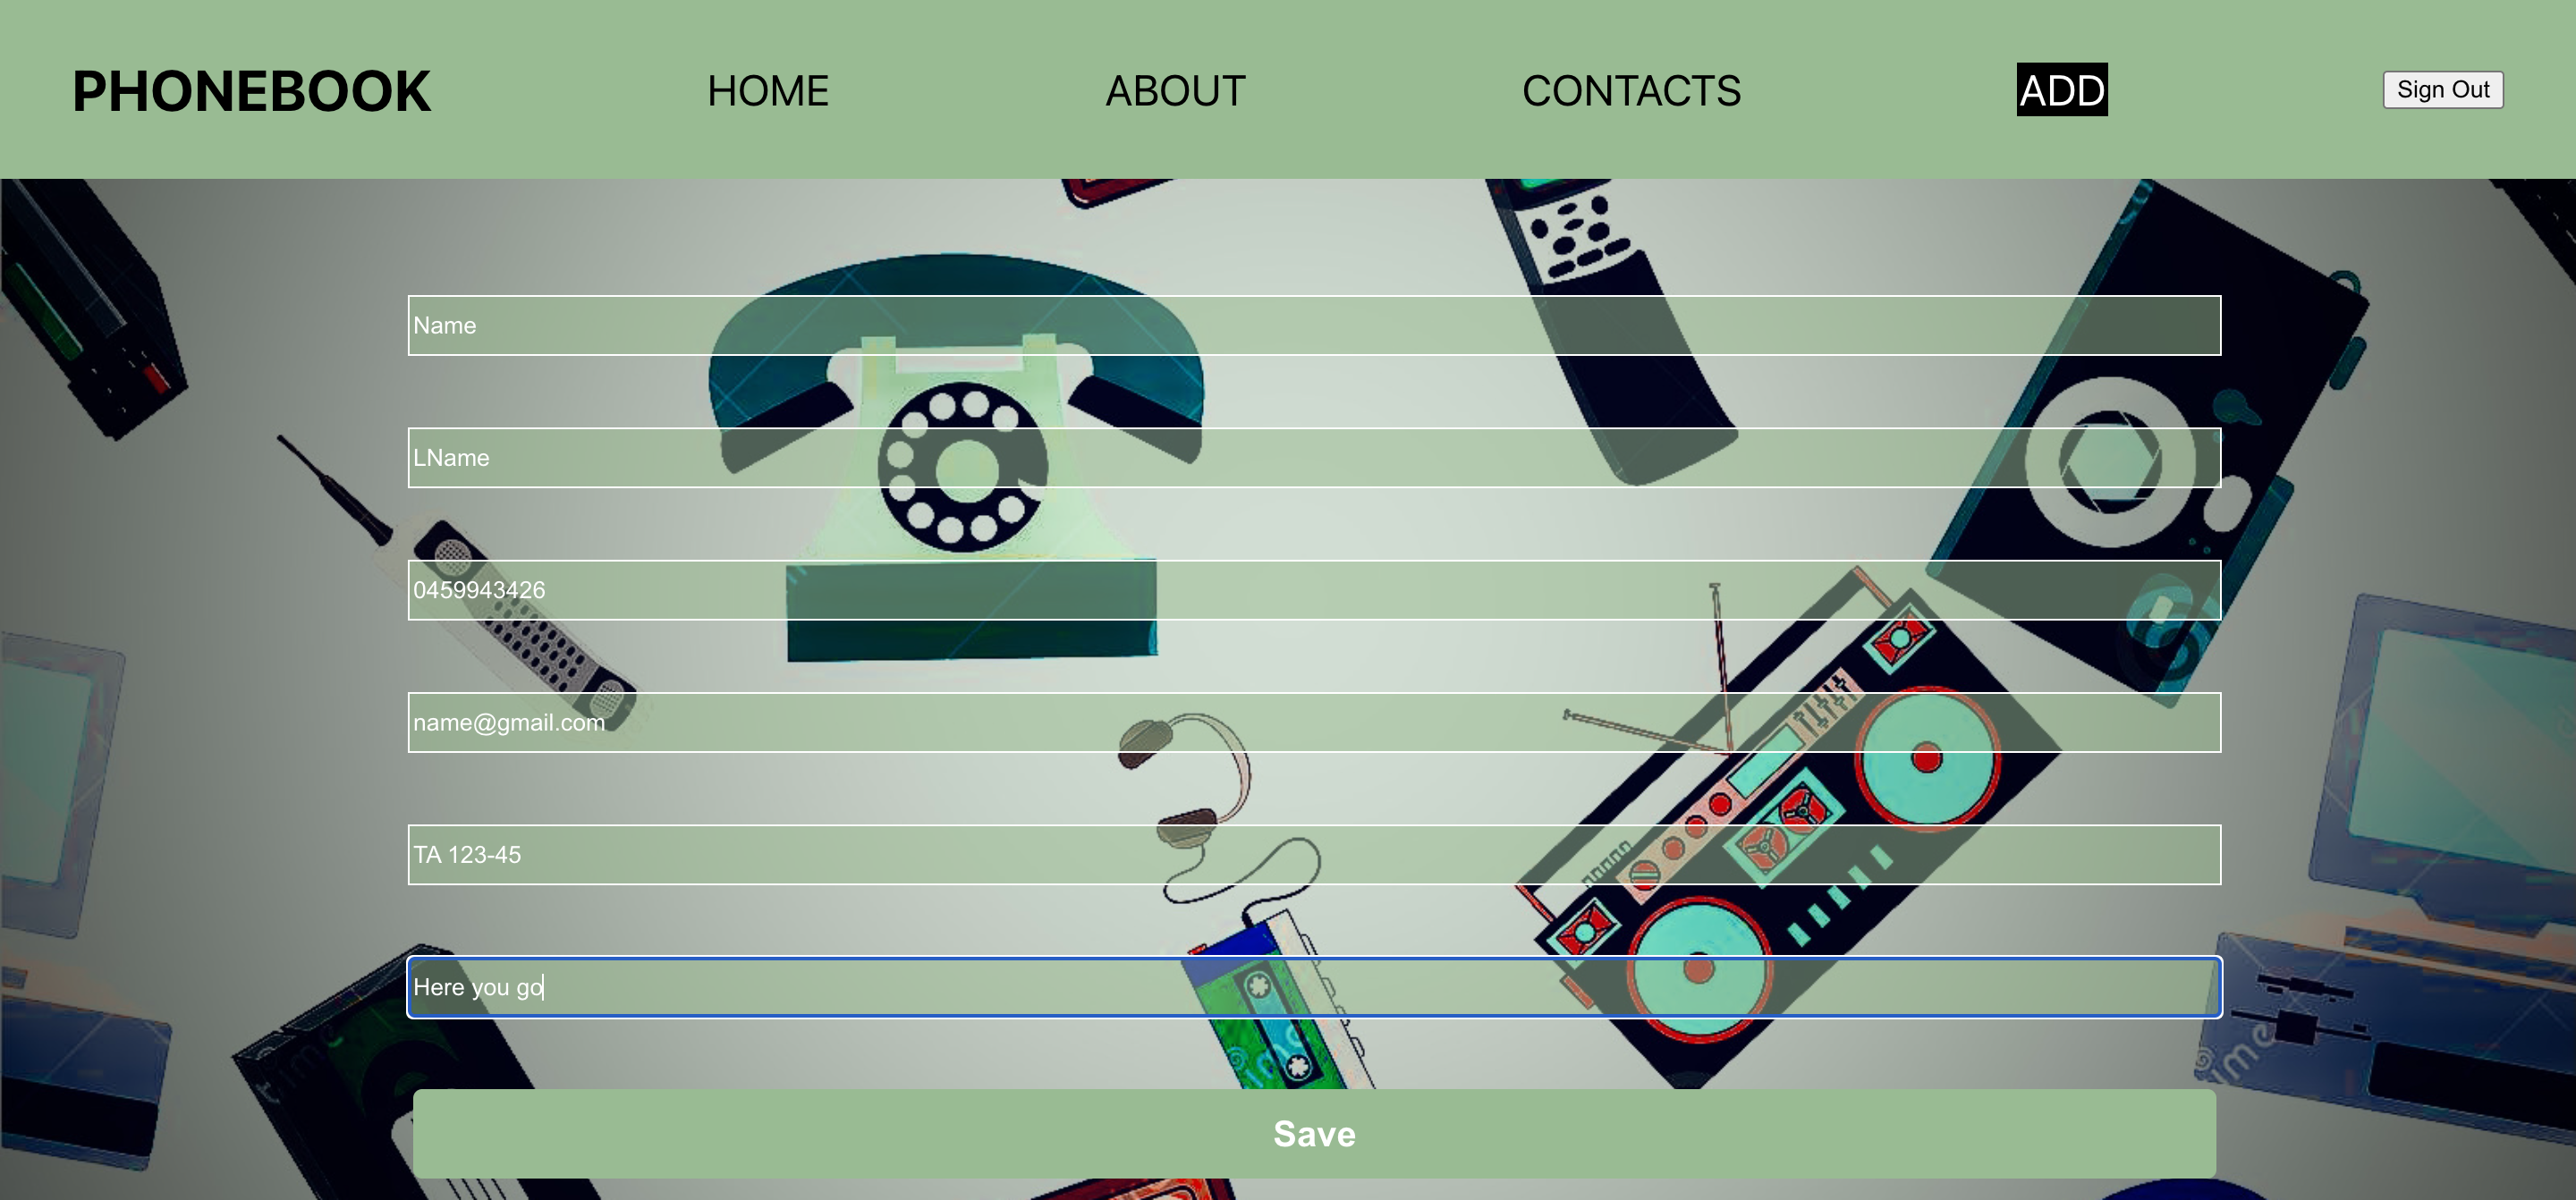 PHONEBOOK HOME ABOUT CONTACTS ADD Sign Out
Name
LName
0459943426
name@gmail.com
TA 123-45
Here you go
Save